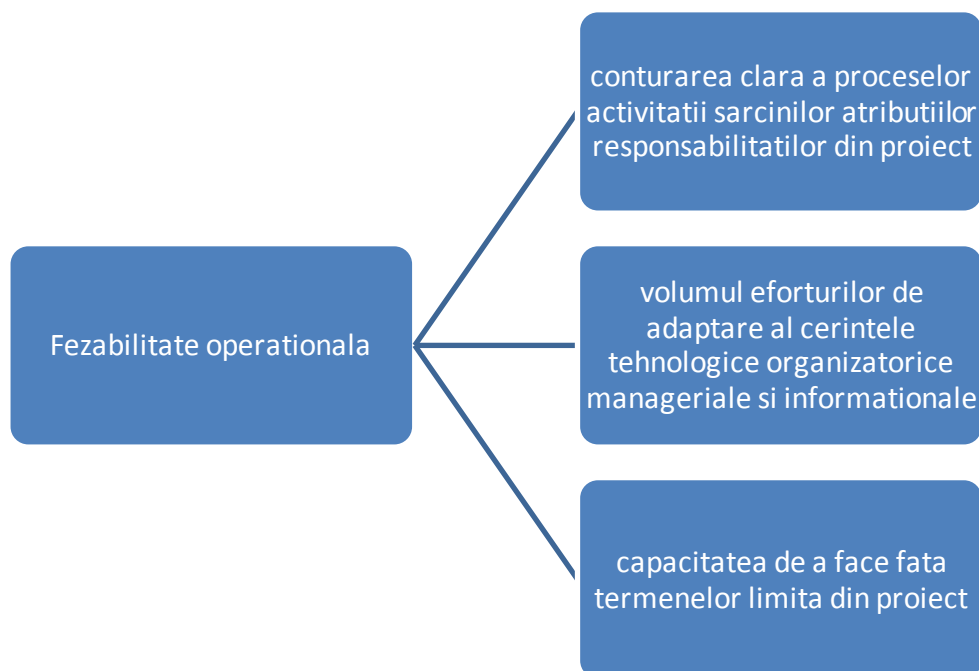 Fezabilitate operationala
conturarea clara a proceselor
activitatii sarcinilor atributiilor
responsabilitatilor din proiect
volumul eforturilor de
adaptare al cerintele
tehnologice organizatorice
manageriale si informationale
capacitatea de a face fata
termenelor limita din proiect